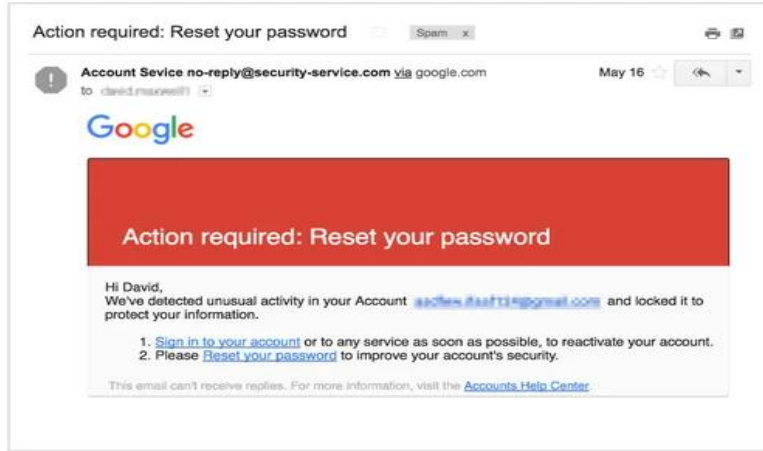 Action required: Reset your password Spam x
Account Sevice no-reply@security-service.com via google.com May 16
to
Google
Action required: Reset your password
Hi David,
We've detected unusual activity in your Account and locked it to
protect your information.
1. Sign in to your account or to any service as soon as possible, to reactivate your account.
2. Please Reset your password to improve your account's security.
This email can't receive replies. For more information, visit the Accounts Help Center.